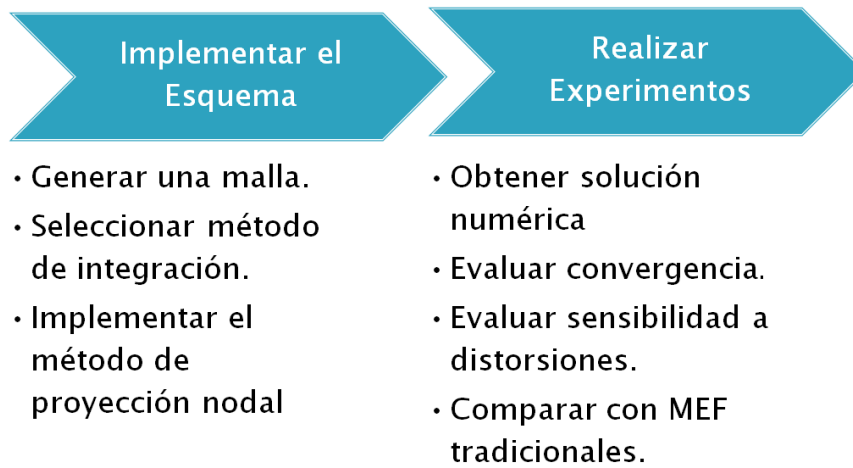 Implementar el
Esquema
• Generar una malla.
• Seleccionar método
de integración.
• Implementar el
método de
proyección nodal
Realizar
Experimentos
• Obtener solución
numérica
• Evaluar convergencia.
• Evaluar sensibilidad a
distorsiones.
• Comparar con MEF
tradicionales.